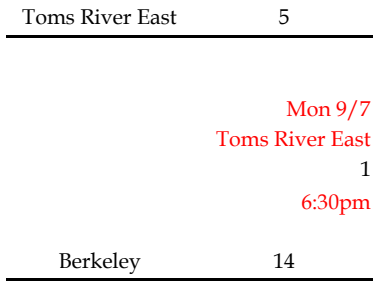 Toms River East 5
Mon 9/7
Toms River East
1
6:30pm
Berkeley 14